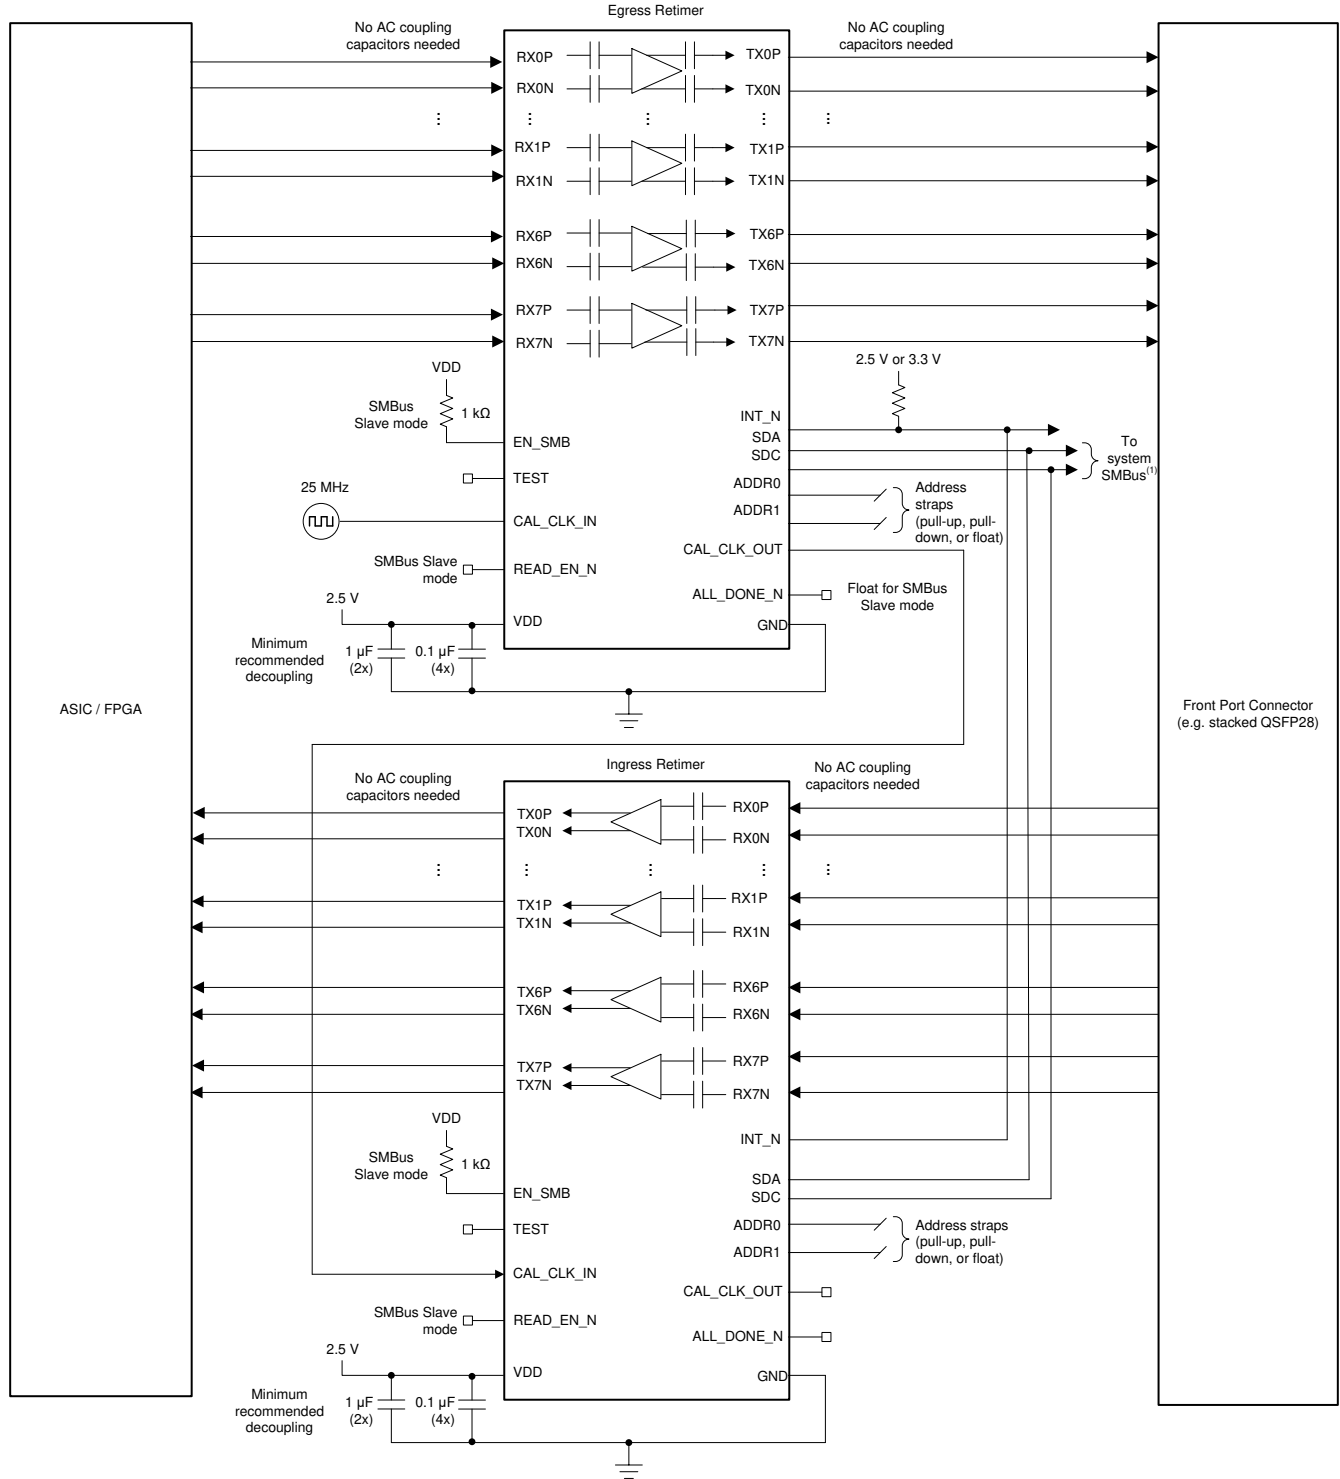 Egress Retimer
No AC coupling
capacitors needed
No AC coupling
capacitors needed
RX0P
TX0P
RX0N
TX0N
⋮ ⋮ ⋮ ⋮ ⋮
RX1P
TX1P
RX1N
TX1N
RX6P
TX6P
RX6N
TX6N
RX7P
TX7P
RX7N
TX7N
VDD
SMBus
Slave mode
1 kΩ
EN_SMB
TEST
25 MHz
CAL_CLK_IN
SMBus Slave
mode
READ_EN_N
2.5 V
VDD
Minimum
recommended
decoupling
1 µF
(2x)
0.1 µF
(4x)
2.5 V or 3.3 V
INT_N
SDA
SDC
To
system
SMBus(1)
ADDR0
ADDR1
Address
straps
(pull-up, pull-
down, or float)
CAL_CLK_OUT
ALL_DONE_N
Float for SMBus
Slave mode
GND
ASIC / FPGA
Front Port Connector
(e.g. stacked QSFP28)
Ingress Retimer
No AC coupling
capacitors needed
No AC coupling
capacitors needed
TX0P
RX0P
TX0N
RX0N
⋮ ⋮ ⋮ ⋮ ⋮
TX1P
RX1P
TX1N
RX1N
TX6P
RX6P
TX6N
RX6N
TX7P
RX7P
TX7N
RX7N
VDD
SMBus
Slave mode
1 kΩ
EN_SMB
TEST
CAL_CLK_IN
SMBus Slave
mode
READ_EN_N
2.5 V
VDD
Minimum
recommended
decoupling
1 µF
(2x)
0.1 µF
(4x)
INT_N
SDA
SDC
ADDR0
ADDR1
Address straps
(pull-up, pull-
down, or float)
CAL_CLK_OUT
ALL_DONE_N
GND